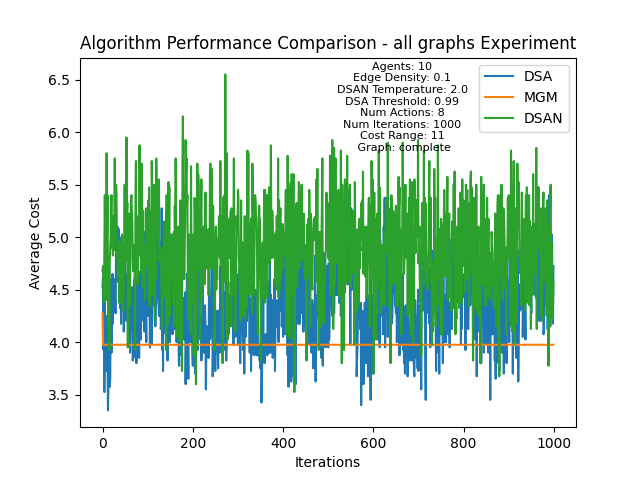 Algorithm Performance Comparison - all graphs Experiment
Agents: 10
Edge Density: 0.1
DSAN Temperature: 2.0
DSA Threshold: 0.99
Num Actions: 8
Num Iterations: 1000
Cost Range: 11
Graph: complete
DSA
MGM
DSAN
Average Cost
6.5
6.0
5.5
5.0
4.5
4.0
3.5
0
200
400
600
800
1000
Iterations